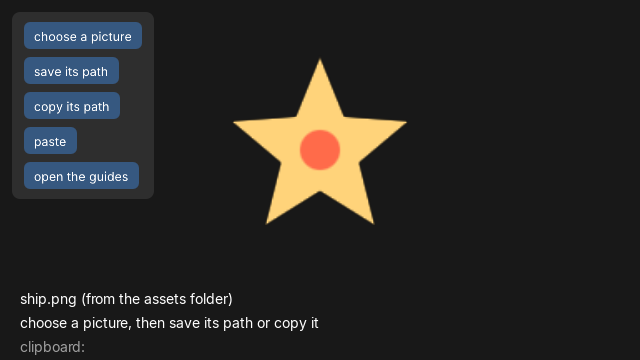 choose a picture
save its path
copy its path
paste
open the guides
ship.png (from the assets folder)
choose a picture, then save its path or copy it
clipboard: